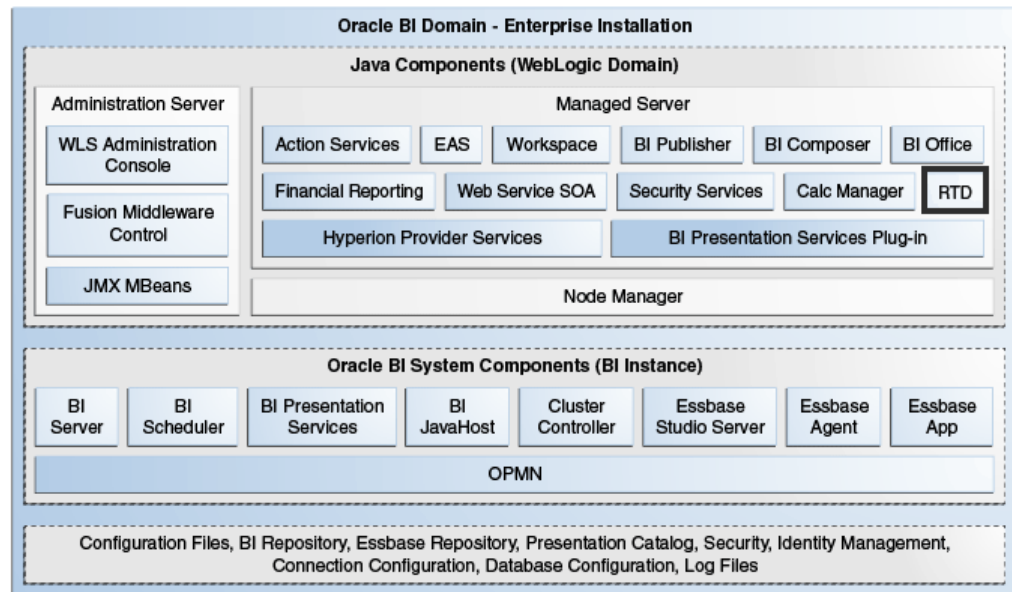 Oracle BI Domain - Enterprise Installation
Java Components (WebLogic Domain)
Administration Server
WLS Administration
Console
Fusion Middleware
Control
JMX MBeans
Managed Server
Action Services
EAS
Workspace
BI Publisher
BI Composer
BI Office
Financial Reporting
Web Service SOA
Security Services
Calc Manager
RTD
Hyperion Provider Services
BI Presentation Services Plug-in
Node Manager
Oracle BI System Components (BI Instance)
BI
Server
BI
Scheduler
BI Presentation
Services
BI
JavaHost
Cluster
Controller
Essbase
Studio Server
Essbase
Agent
Essbase
App
OPMN
Configuration Files, BI Repository, Essbase Repository, Presentation Catalog, Security, Identity Management,
Connection Configuration, Database Configuration, Log Files